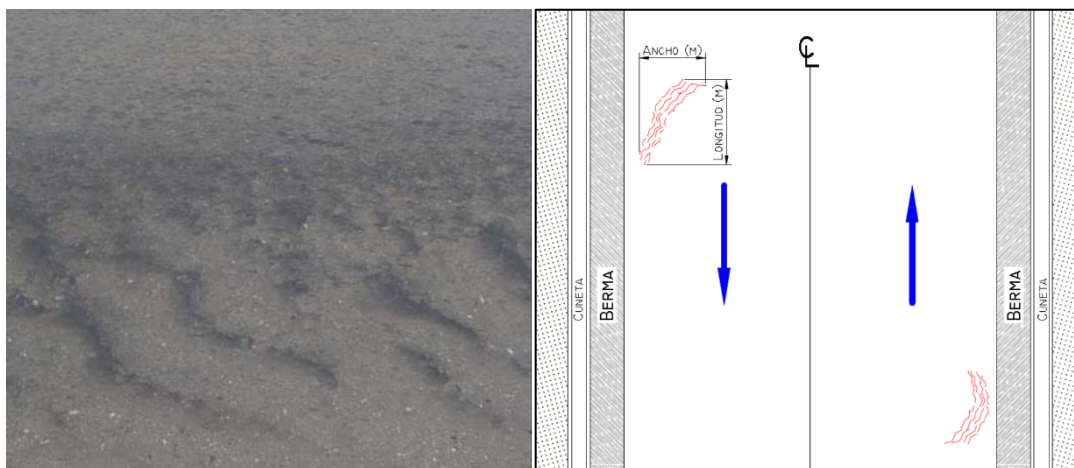 ANCHO (M)
LONGITUD (M)
CL
CUNETA
BERMA
BERMA
CUNETA